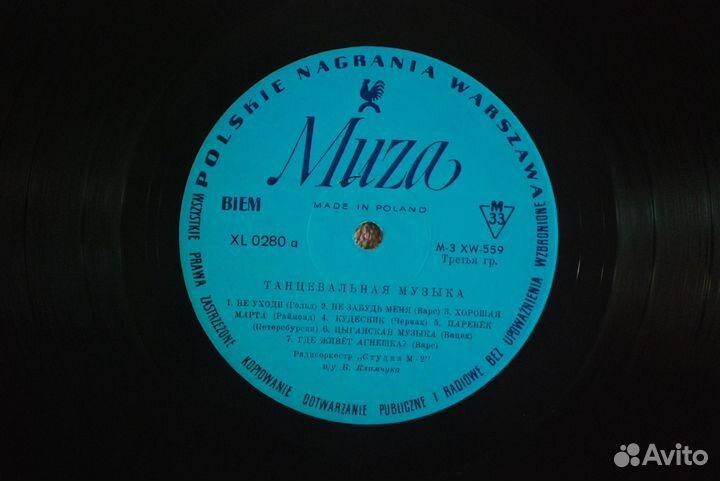 POLSKIE NAGRANIA WARSZAWA
Muza
MADE IN POLAND
BIEM
M
33
XL 0280 a
M-3 XW-559
Третья гр.
ТАНЦЕВАЛЬНАЯ МУЗЫКА
1. НЕ УХОДИ (Гольд) 2. НЕ ЗАБУДЬ МЕНЯ (Варс) 3. ХОРОШАЯ
МАРТА (Раймонд) 4. КУДЕСНИК (Чермах) 5. ПАРЕНЁК
(Петерсбурски) 6. ЦЫГАНСКАЯ МУЗЫКА (Вацек)
7. ГДЕ ЖИВЁТ АГНЕШКА? (Варс)
Радиооркестр „Студия М-2"
п/у В. Климчука
WSZYSTKIE PRAWA ZASTRZEŻONE KOPIOWANIE ODTWARZANIE PUBLICZNE I RADIOWE BEZ UPOWAŻNIENIA WZBRONIONE
Avito